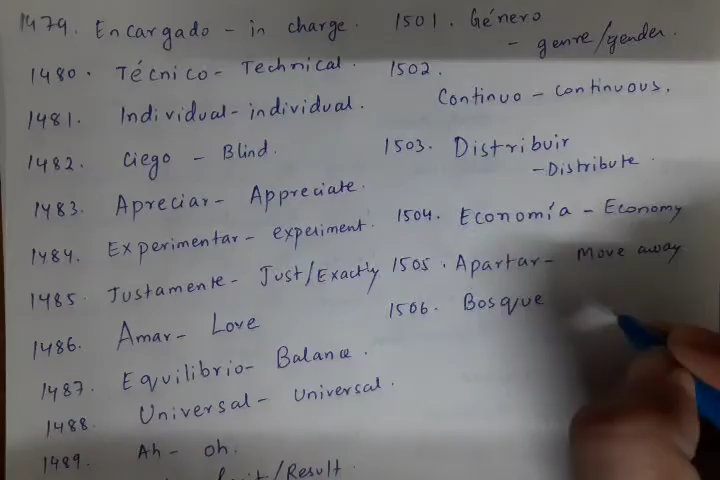 1479. Encargado - in charge.
1480. Técnico - Technical.
1481. Individual - individual.
1482. Ciego - Blind.
1483. Apreciar - Appreciate.
1484. Experimentar - experiment.
1485. Justamente - Just/Exactly
1486. Amar - Love
1487. Equilibrio - Balance.
1488. Universal - Universal.
1489. Ah - oh.
/Result.
1501. Género
- genre/gender.
1502.
Continuo - continuous.
1503. Distribuir
- Distribute.
1504. Economía - Economy
1505. Apartar - Move away
1506. Bosque